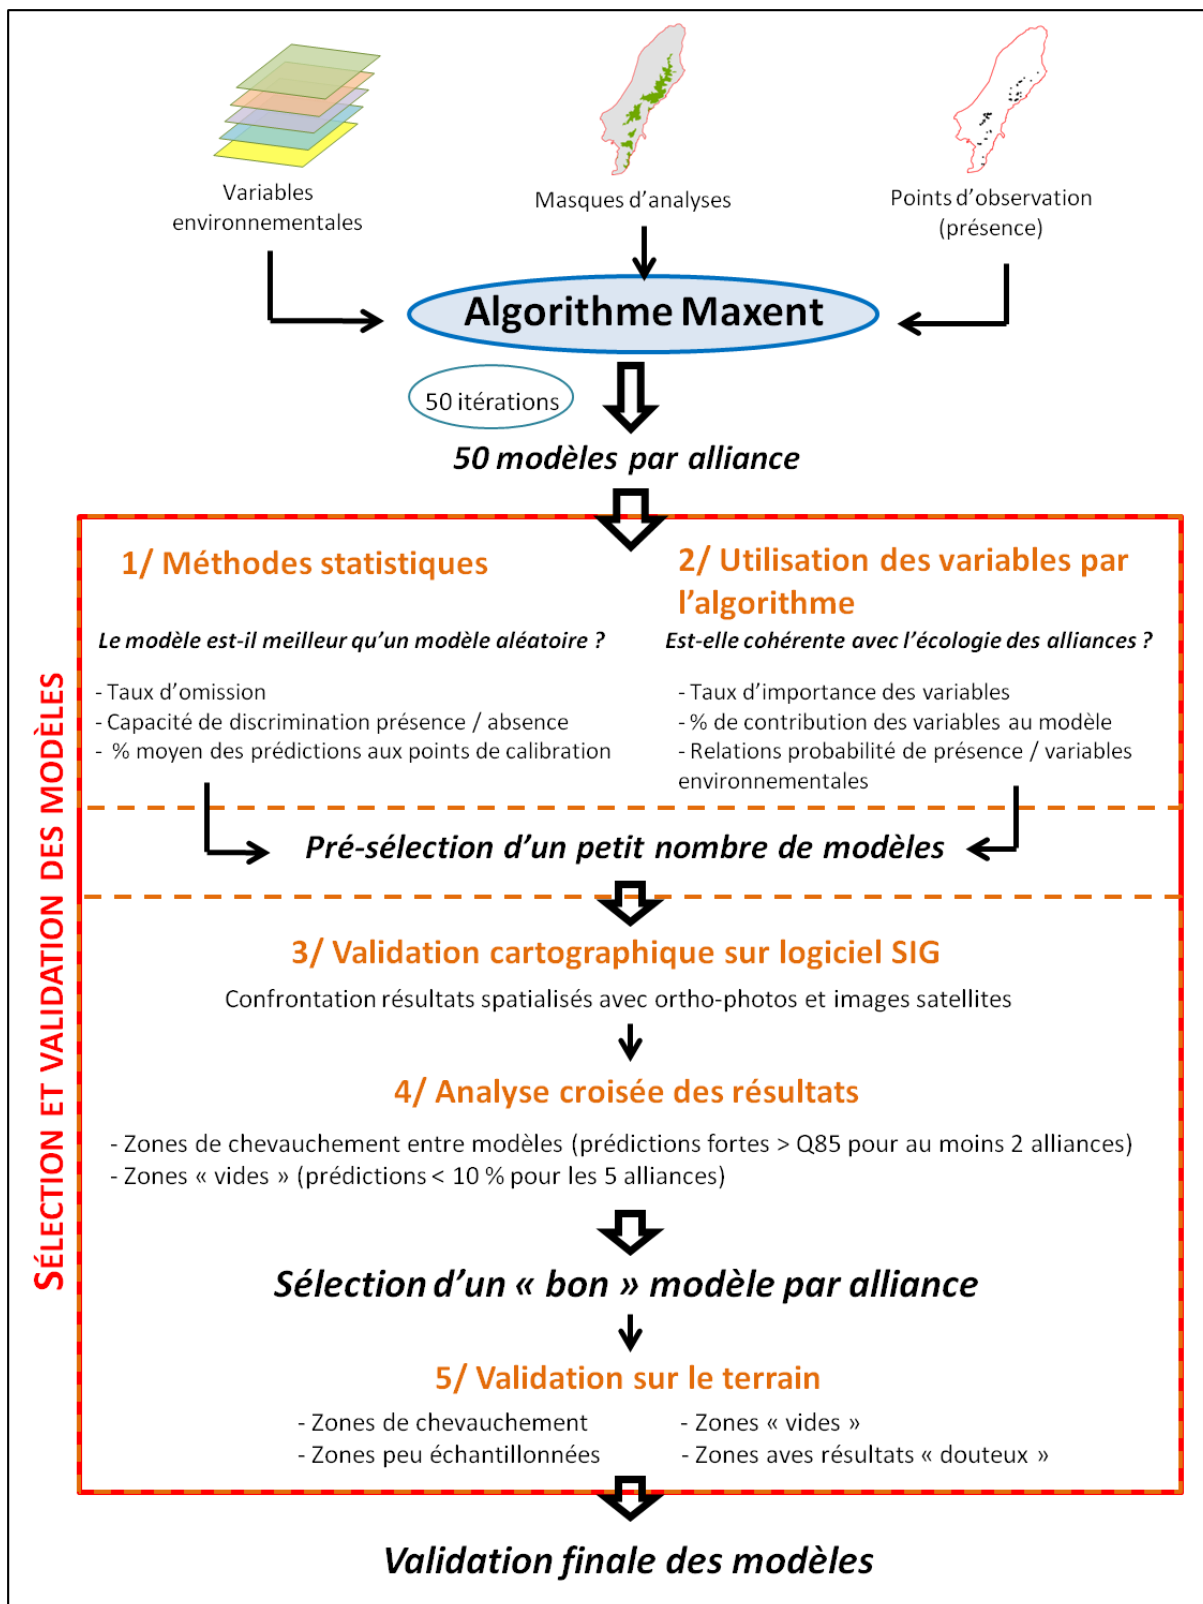 Variables
environnementales
Masques d'analyses
Points d'observation
(présence)
Algorithme Maxent
50 itérations
50 modèles par alliance
SÉLECTION ET VALIDATION DES MODÈLES
1/ Méthodes statistiques
Le modèle est-il meilleur qu'un modèle aléatoire ?
- Taux d'omission
- Capacité de discrimination présence / absence
- % moyen des prédictions aux points de calibration
2/ Utilisation des variables par
l'algorithme
Est-elle cohérente avec l'écologie des alliances ?
- Taux d'importance des variables
- % de contribution des variables au modèle
- Relations probabilité de présence / variables
environnementales
Pré-sélection d'un petit nombre de modèles
3/ Validation cartographique sur logiciel SIG
Confrontation résultats spatialisés avec ortho-photos et images satellites
4/ Analyse croisée des résultats
- Zones de chevauchement entre modèles (prédictions fortes > Q85 pour au moins 2 alliances)
- Zones « vides » (prédictions < 10 % pour les 5 alliances)
Sélection d'un « bon » modèle par alliance
5/ Validation sur le terrain
- Zones de chevauchement
- Zones peu échantillonnées
- Zones « vides »
- Zones aves résultats « douteux »
Validation finale des modèles